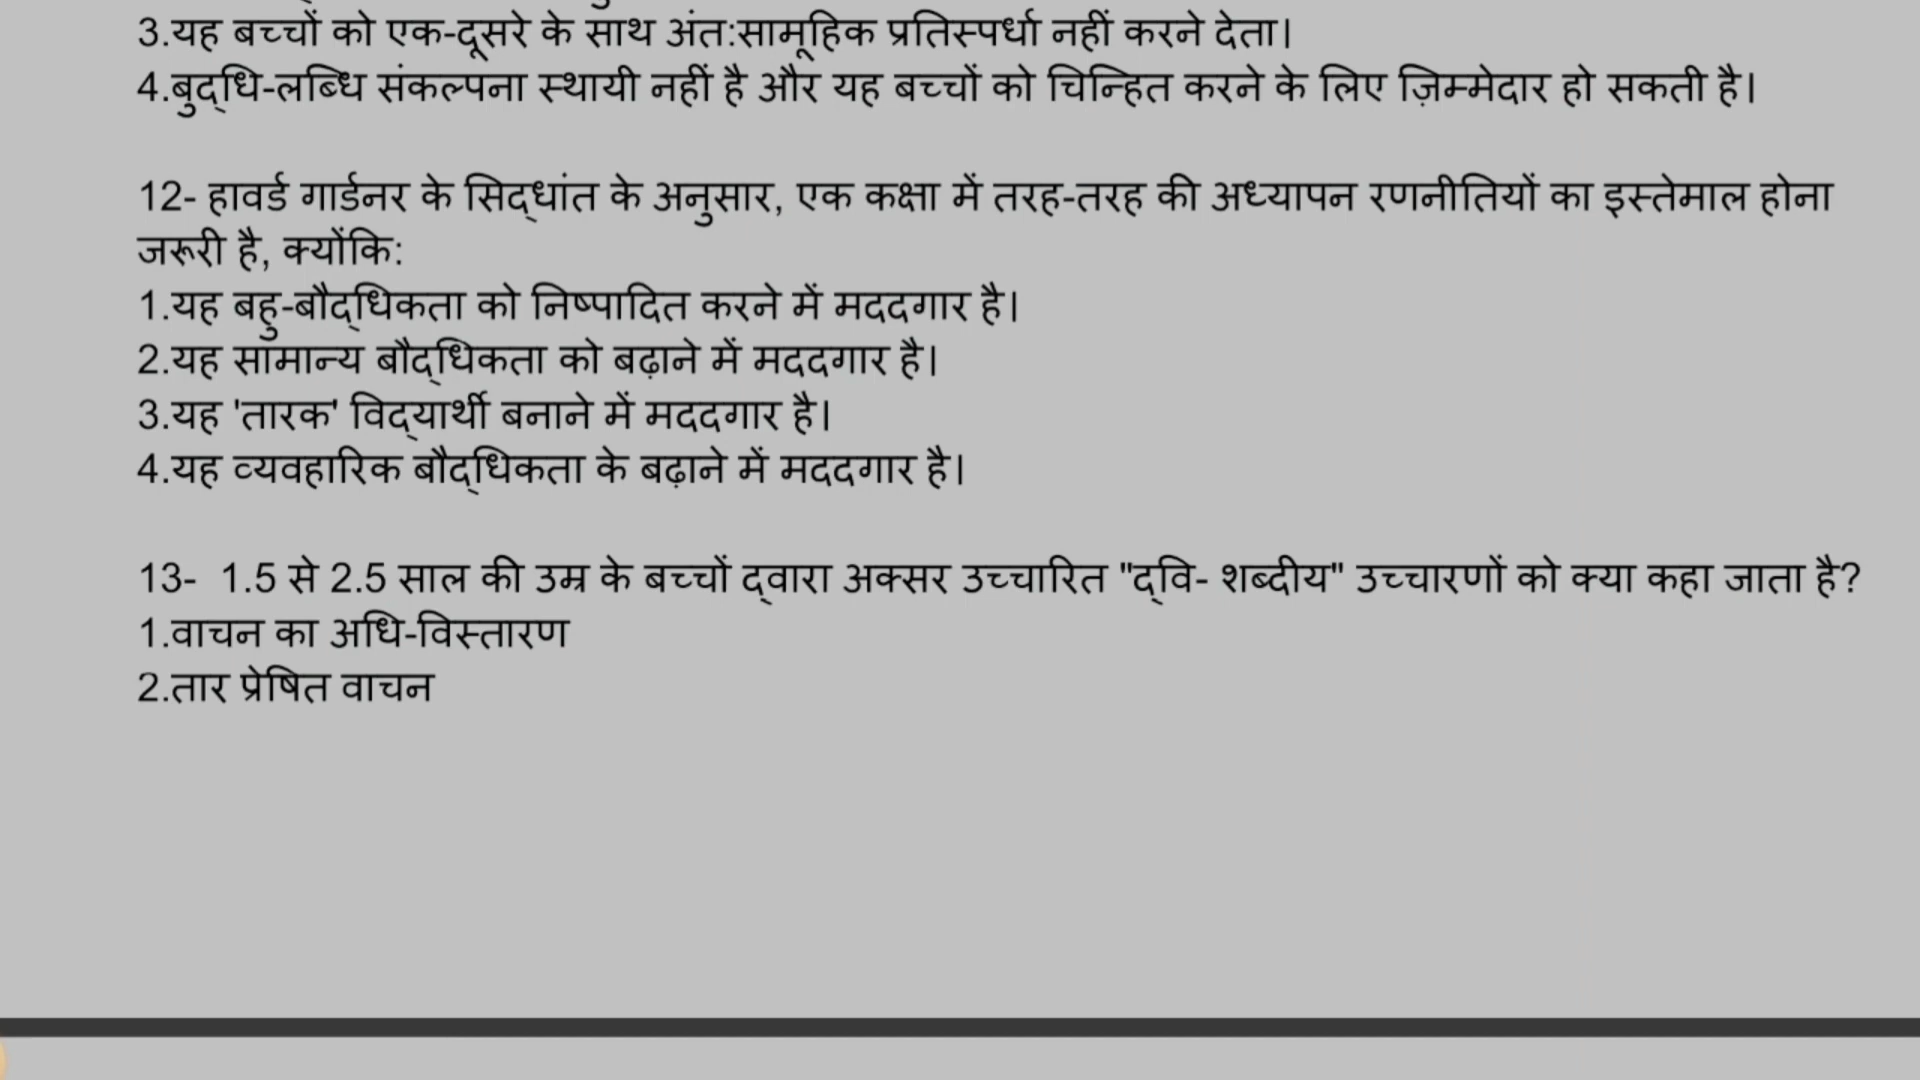 3.यह बच्चों को एक-दूसरे के साथ अंत:सामूहिक प्रतिस्पर्धा नहीं करने देता।
4.बुद्‌धि-लब्धि संकल्पना स्थायी नहीं है और यह बच्चों को चिन्हित करने के लिए ज़िम्मेदार हो सकती है।
12- हावर्ड गार्डनर के सिद्‌धांत के अनुसार, एक कक्षा में तरह-तरह की अध्यापन रणनीतियों का इस्तेमाल होना
जरूरी है, क्योंकि:
1.यह बहु-बौद्‌धिकता को निष्पादित करने में मददगार है।
2.यह सामान्य बौद्‌धिकता को बढ़ाने में मददगार है।
3.यह 'तारक' विद्‌यार्थी बनाने में मददगार है।
4.यह व्यवहारिक बौद्‌धिकता के बढ़ाने में मददगार है।
13- 1.5 से 2.5 साल की उम्र के बच्चों द्‌वारा अक्सर उच्चारित "द्‌वि- शब्दीय" उच्चारणों को क्या कहा जाता है?
1.वाचन का अधि-विस्तारण
2.तार प्रेषित वाचन